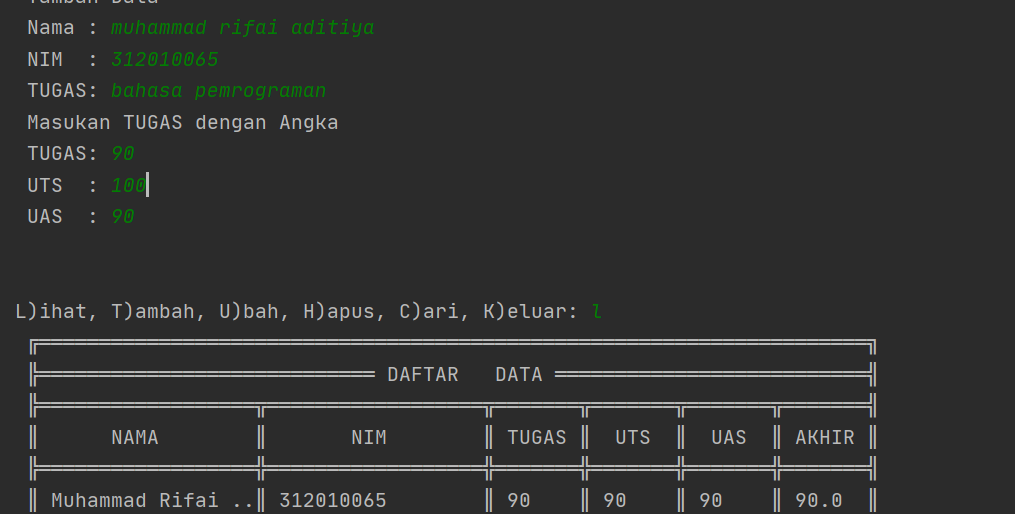 Tambah Data
Nama : muhammad rifai aditiya
NIM  : 312010065
TUGAS: bahasa pemrograman
Masukan TUGAS dengan Angka
TUGAS: 90
UTS  : 100
UAS  : 90
L)ihat, T)ambah, U)bah, H)apus, C)ari, K)eluar: l
DAFTAR   DATA
NAMA NIM TUGAS UTS UAS AKHIR
Muhammad Rifai .. 312010065 90 90 90 90.0